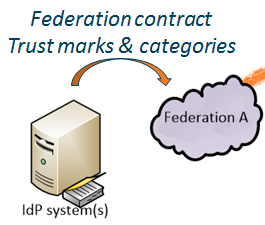 Federation contract
Trust marks & categories
Federation A
IdP system(s)